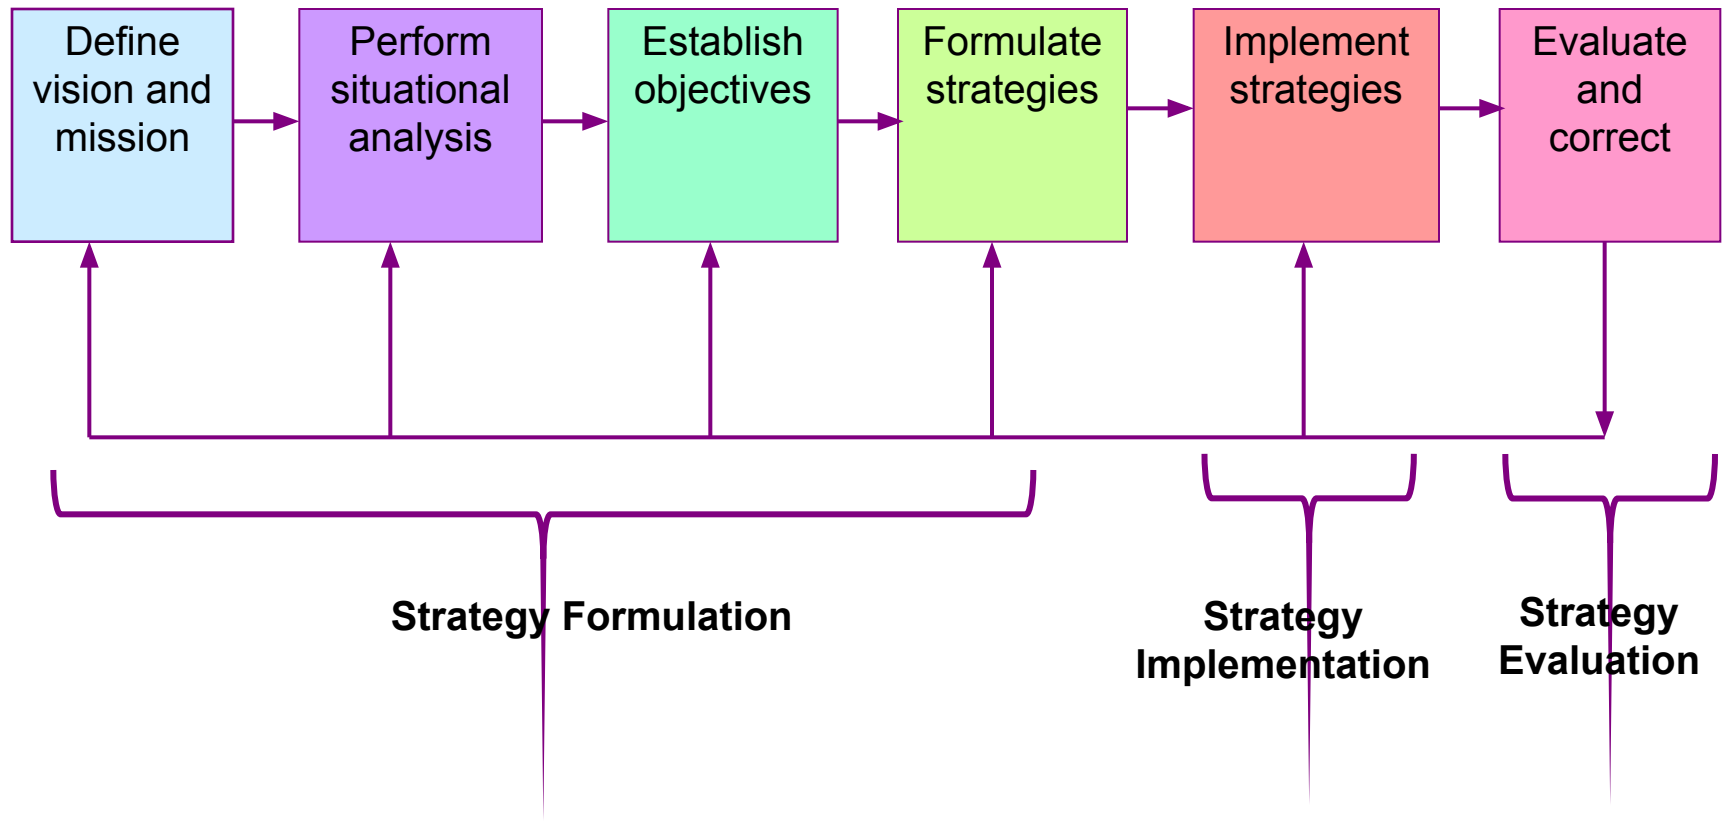 Define
vision and
mission
Perform
situational
analysis
Establish
objectives
Formulate
strategies
Implement
strategies
Evaluate
and
correct
Strategy Formulation
Strategy
Implementation
Strategy
Evaluation